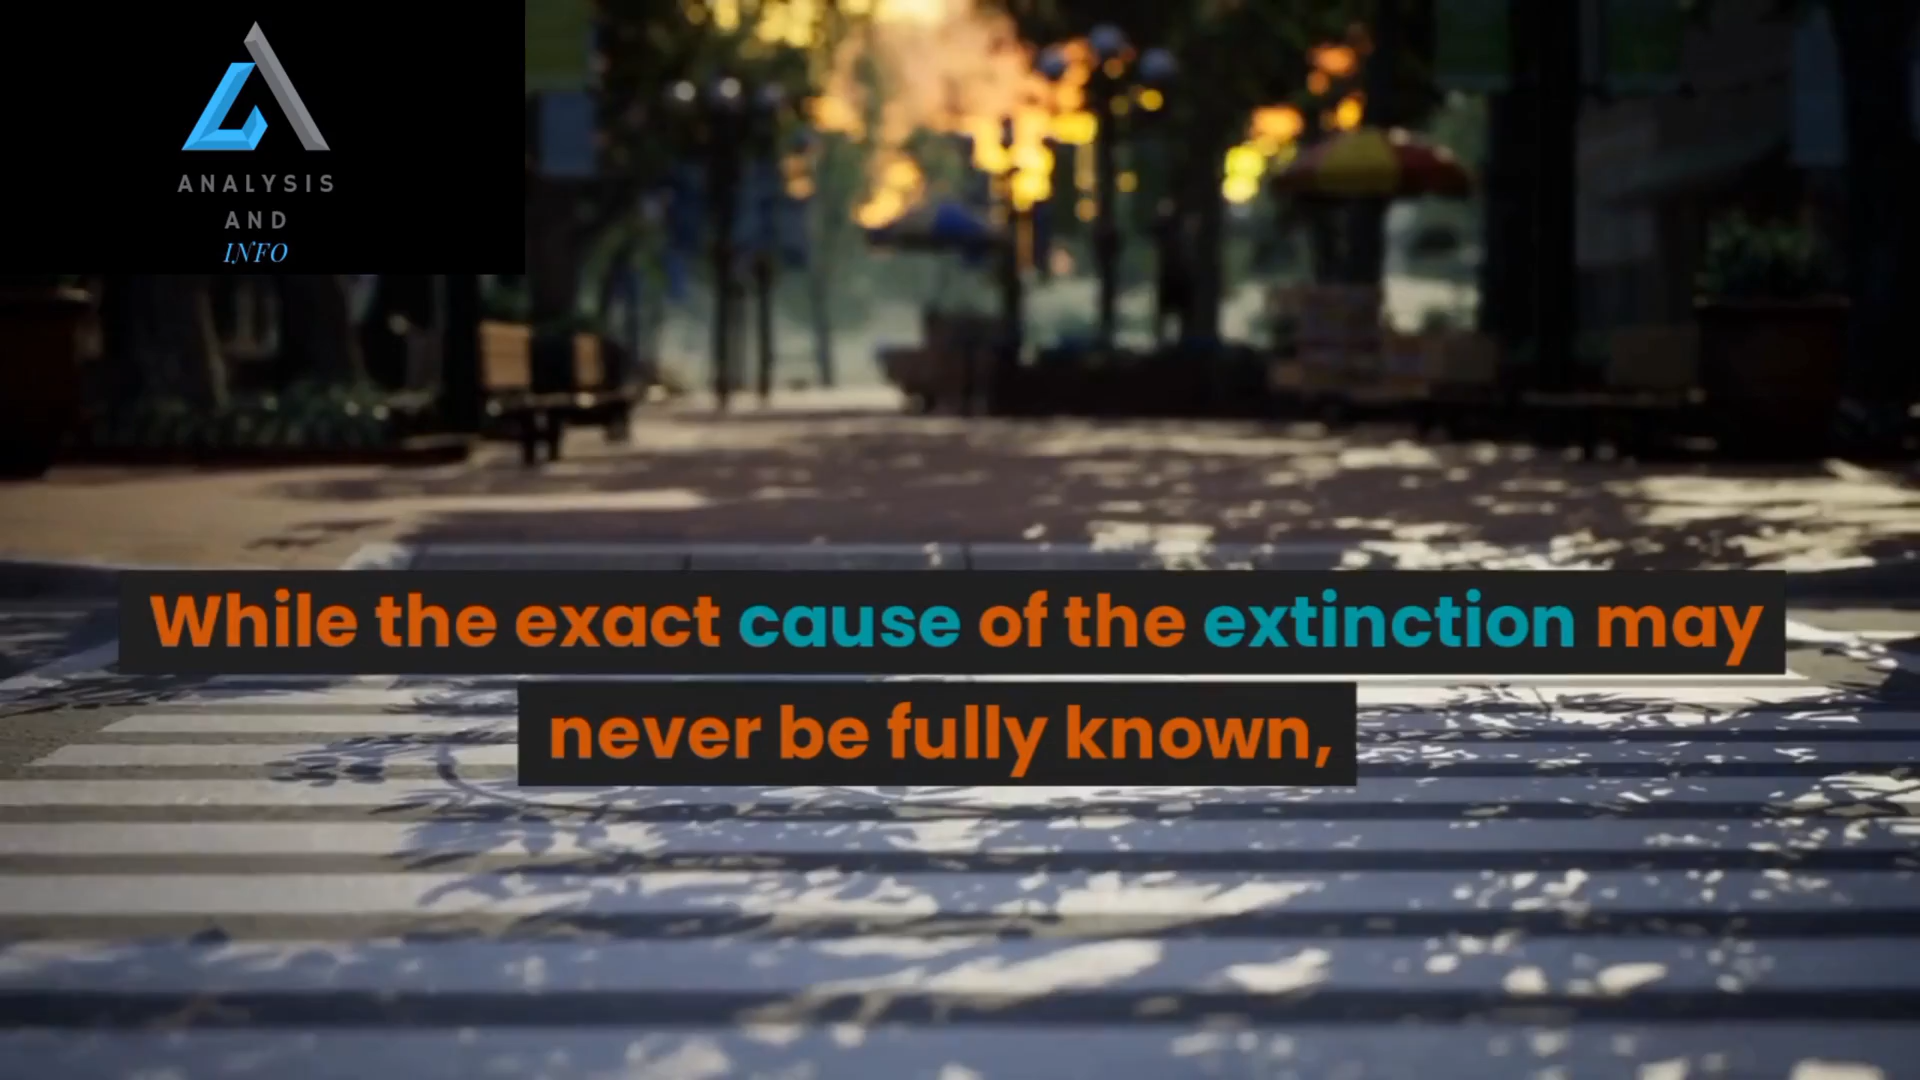 ANALYSIS
AND
INFO
While the exact cause of the extinction may
never be fully known,